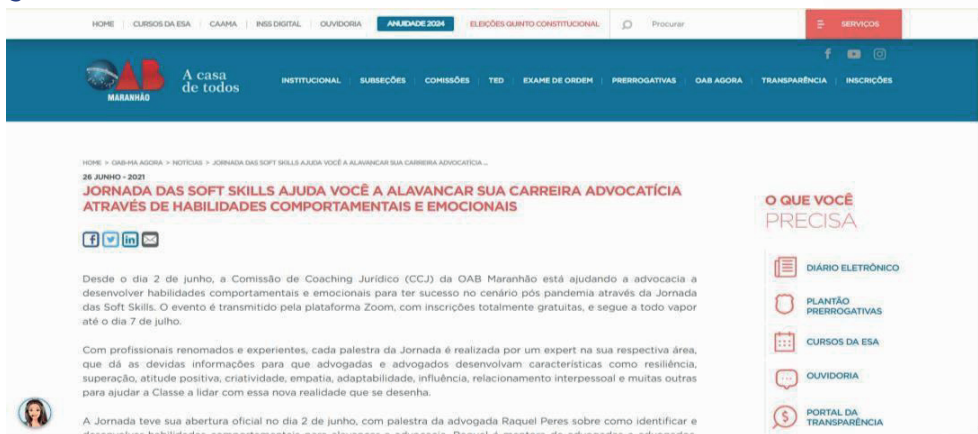 HOME CURSOS DA ESA CAAMA INSS DIGITAL OUVIDORIA ANUIDADE 2024 ELEIÇÕES QUINTO CONSTITUCIONAL Procurar SERVIÇOS
OAB
MARANHÃO
A casa
de todos
INSTITUCIONAL SUBSEÇÕES COMISSÕES TED EXAME DE ORDEM PRERROGATIVAS OAB AGORA TRANSPARÊNCIA INSCRIÇÕES
HOME > OAB-MA AGORA > NOTÍCIAS > JORNADA DAS SOFT SKILLS AJUDA VOCÊ A ALAVANCAR SUA CARREIRA ADVOCATÍCIA ...
26 JUNHO - 2021
JORNADA DAS SOFT SKILLS AJUDA VOCÊ A ALAVANCAR SUA CARREIRA ADVOCATÍCIA
ATRAVÉS DE HABILIDADES COMPORTAMENTAIS E EMOCIONAIS
Desde o dia 2 de junho, a Comissão de Coaching Jurídico (CCJ) da OAB Maranhão está ajudando a advocacia a
desenvolver habilidades comportamentais e emocionais para ter sucesso no cenário pós pandemia através da Jornada
das Soft Skills. O evento é transmitido pela plataforma Zoom, com inscrições totalmente gratuitas, e segue a todo vapor
até o dia 7 de julho.
Com profissionais renomados e experientes, cada palestra da Jornada é realizada por um expert na sua respectiva área,
que dá as devidas informações para que advogadas e advogados desenvolvam características como resiliência,
superação, atitude positiva, criatividade, empatia, adaptabilidade, influência, relacionamento interpessoal e muitas outras
para ajudar a Classe a lidar com essa nova realidade que se desenha.
A Jornada teve sua abertura oficial no dia 2 de junho, com palestra da advogada Raquel Peres sobre como identificar e
O QUE VOCÊ
PRECISA
DIÁRIO ELETRÔNICO
PLANTÃO
PRERROGATIVAS
CURSOS DA ESA
OUVIDORIA
PORTAL DA
TRANSPARÊNCIA